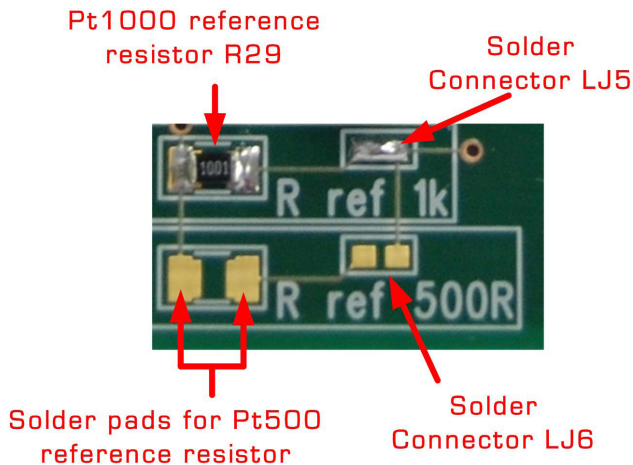 Pt1000 reference
resistor R29
Solder
Connector LJ5
1001
R ref 1k
R ref 500R
Solder pads for Pt500
reference resistor
Solder
Connector LJ6